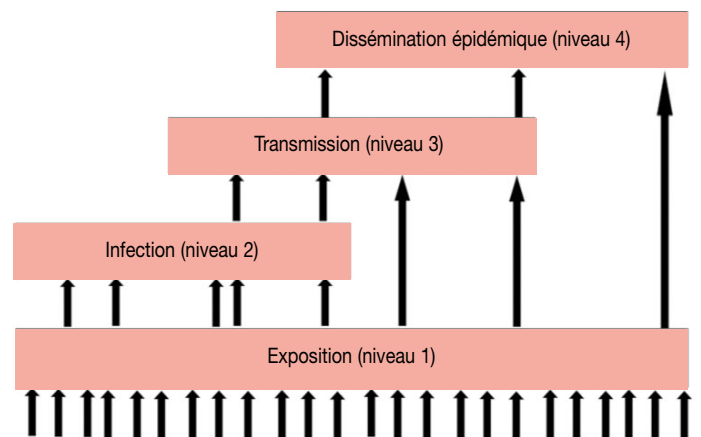 Dissémination épidémique (niveau 4)
Transmission (niveau 3)
Infection (niveau 2)
Exposition (niveau 1)